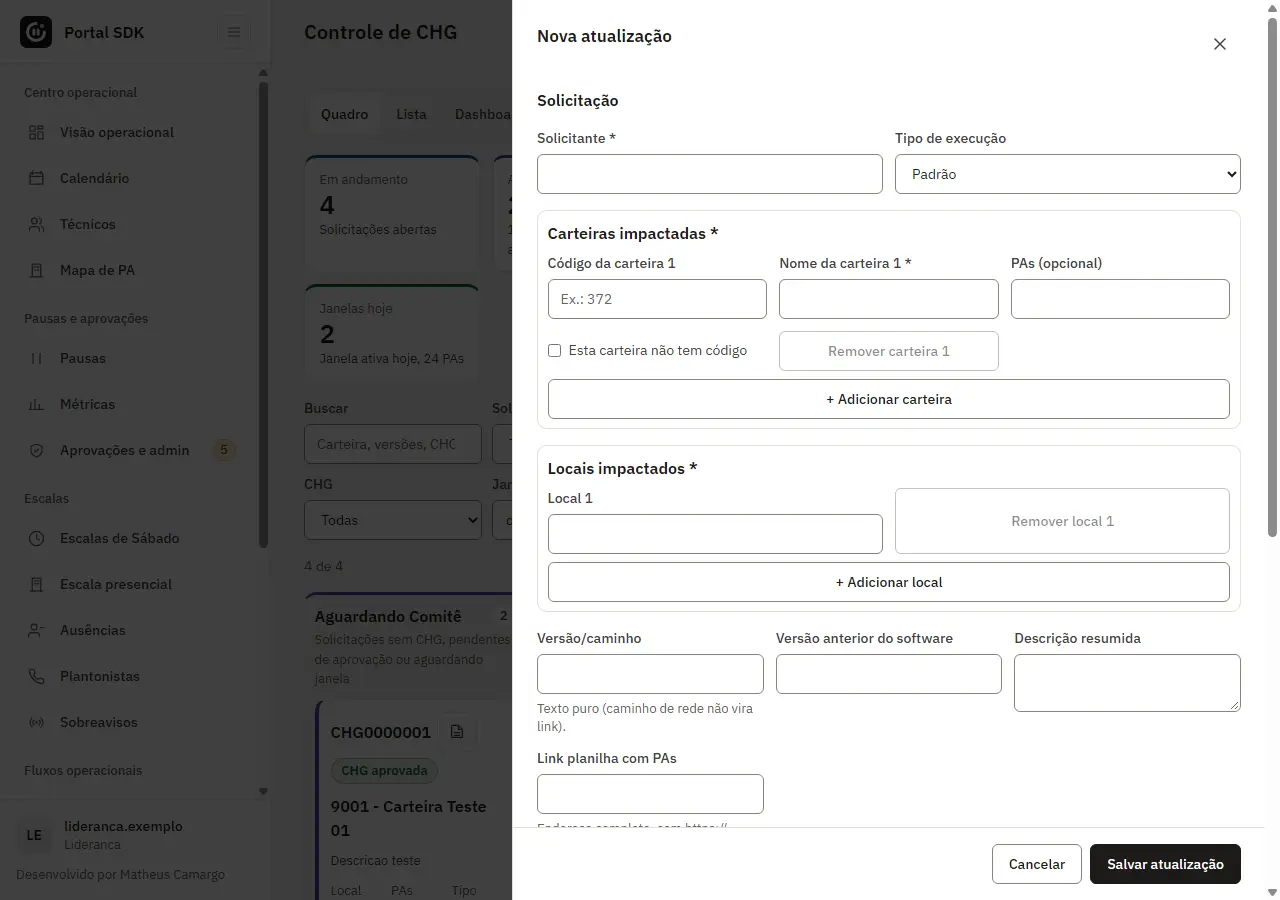 Portal SDK
Centro operacional
Visão operacional
Calendário
Técnicos
Mapa de PA
Pausas e aprovações
Pausas
Métricas
Aprovações e admin
5
Escalas
Escalas de Sábado
Escala presencial
Ausências
Plantonistas
Sobreavisos
Fluxos operacionais
LE
lideranca.exemplo
Lideranca
Desenvolvido por Matheus Camargo
Controle de CHG
Quadro
Lista
Em andamento
4
Solicitações abertas
Janelas hoje
2
Janela ativa hoje, 24 PAs
Buscar
Carteira, versões, CHG
CHG
Todas
4 de 4
Aguardando Comitê
2
Solicitações sem CHG, pendentes
de aprovação ou aguardando
janela
CHG0000001
CHG aprovada
9001 - Carteira Teste
01
Descricao teste
Local
PAs
Tipo
Nova atualização
Solicitação
Solicitante *
Tipo de execução
Padrão
Carteiras impactadas *
Código da carteira 1
Nome da carteira 1 *
PAs (opcional)
Ex.: 372
Esta carteira não tem código
Remover carteira 1
+ Adicionar carteira
Locais impactados *
Local 1
Remover local 1
+ Adicionar local
Versão/caminho
Versão anterior do software
Descrição resumida
Texto puro (caminho de rede não vira
link).
Link planilha com PAs
Cancelar
Salvar atualização